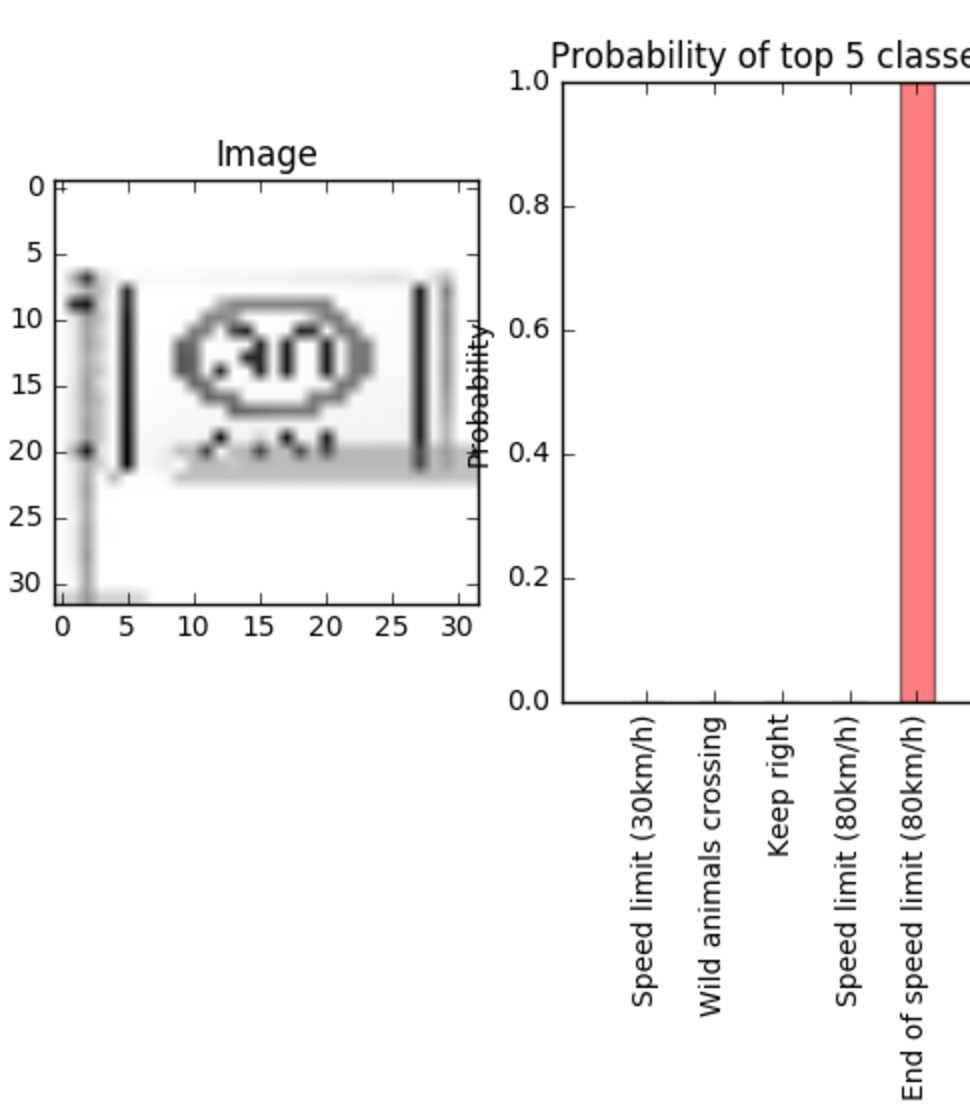 Image
0
5
10
15
20
25
30
0 5 10 15 20 25 30
30
Probability of top 5 classe
Probability
1.0
0.8
0.6
0.4
0.2
0.0
Speed limit (30km/h)
Wild animals crossing
Keep right
Speed limit (80km/h)
End of speed limit (80km/h)